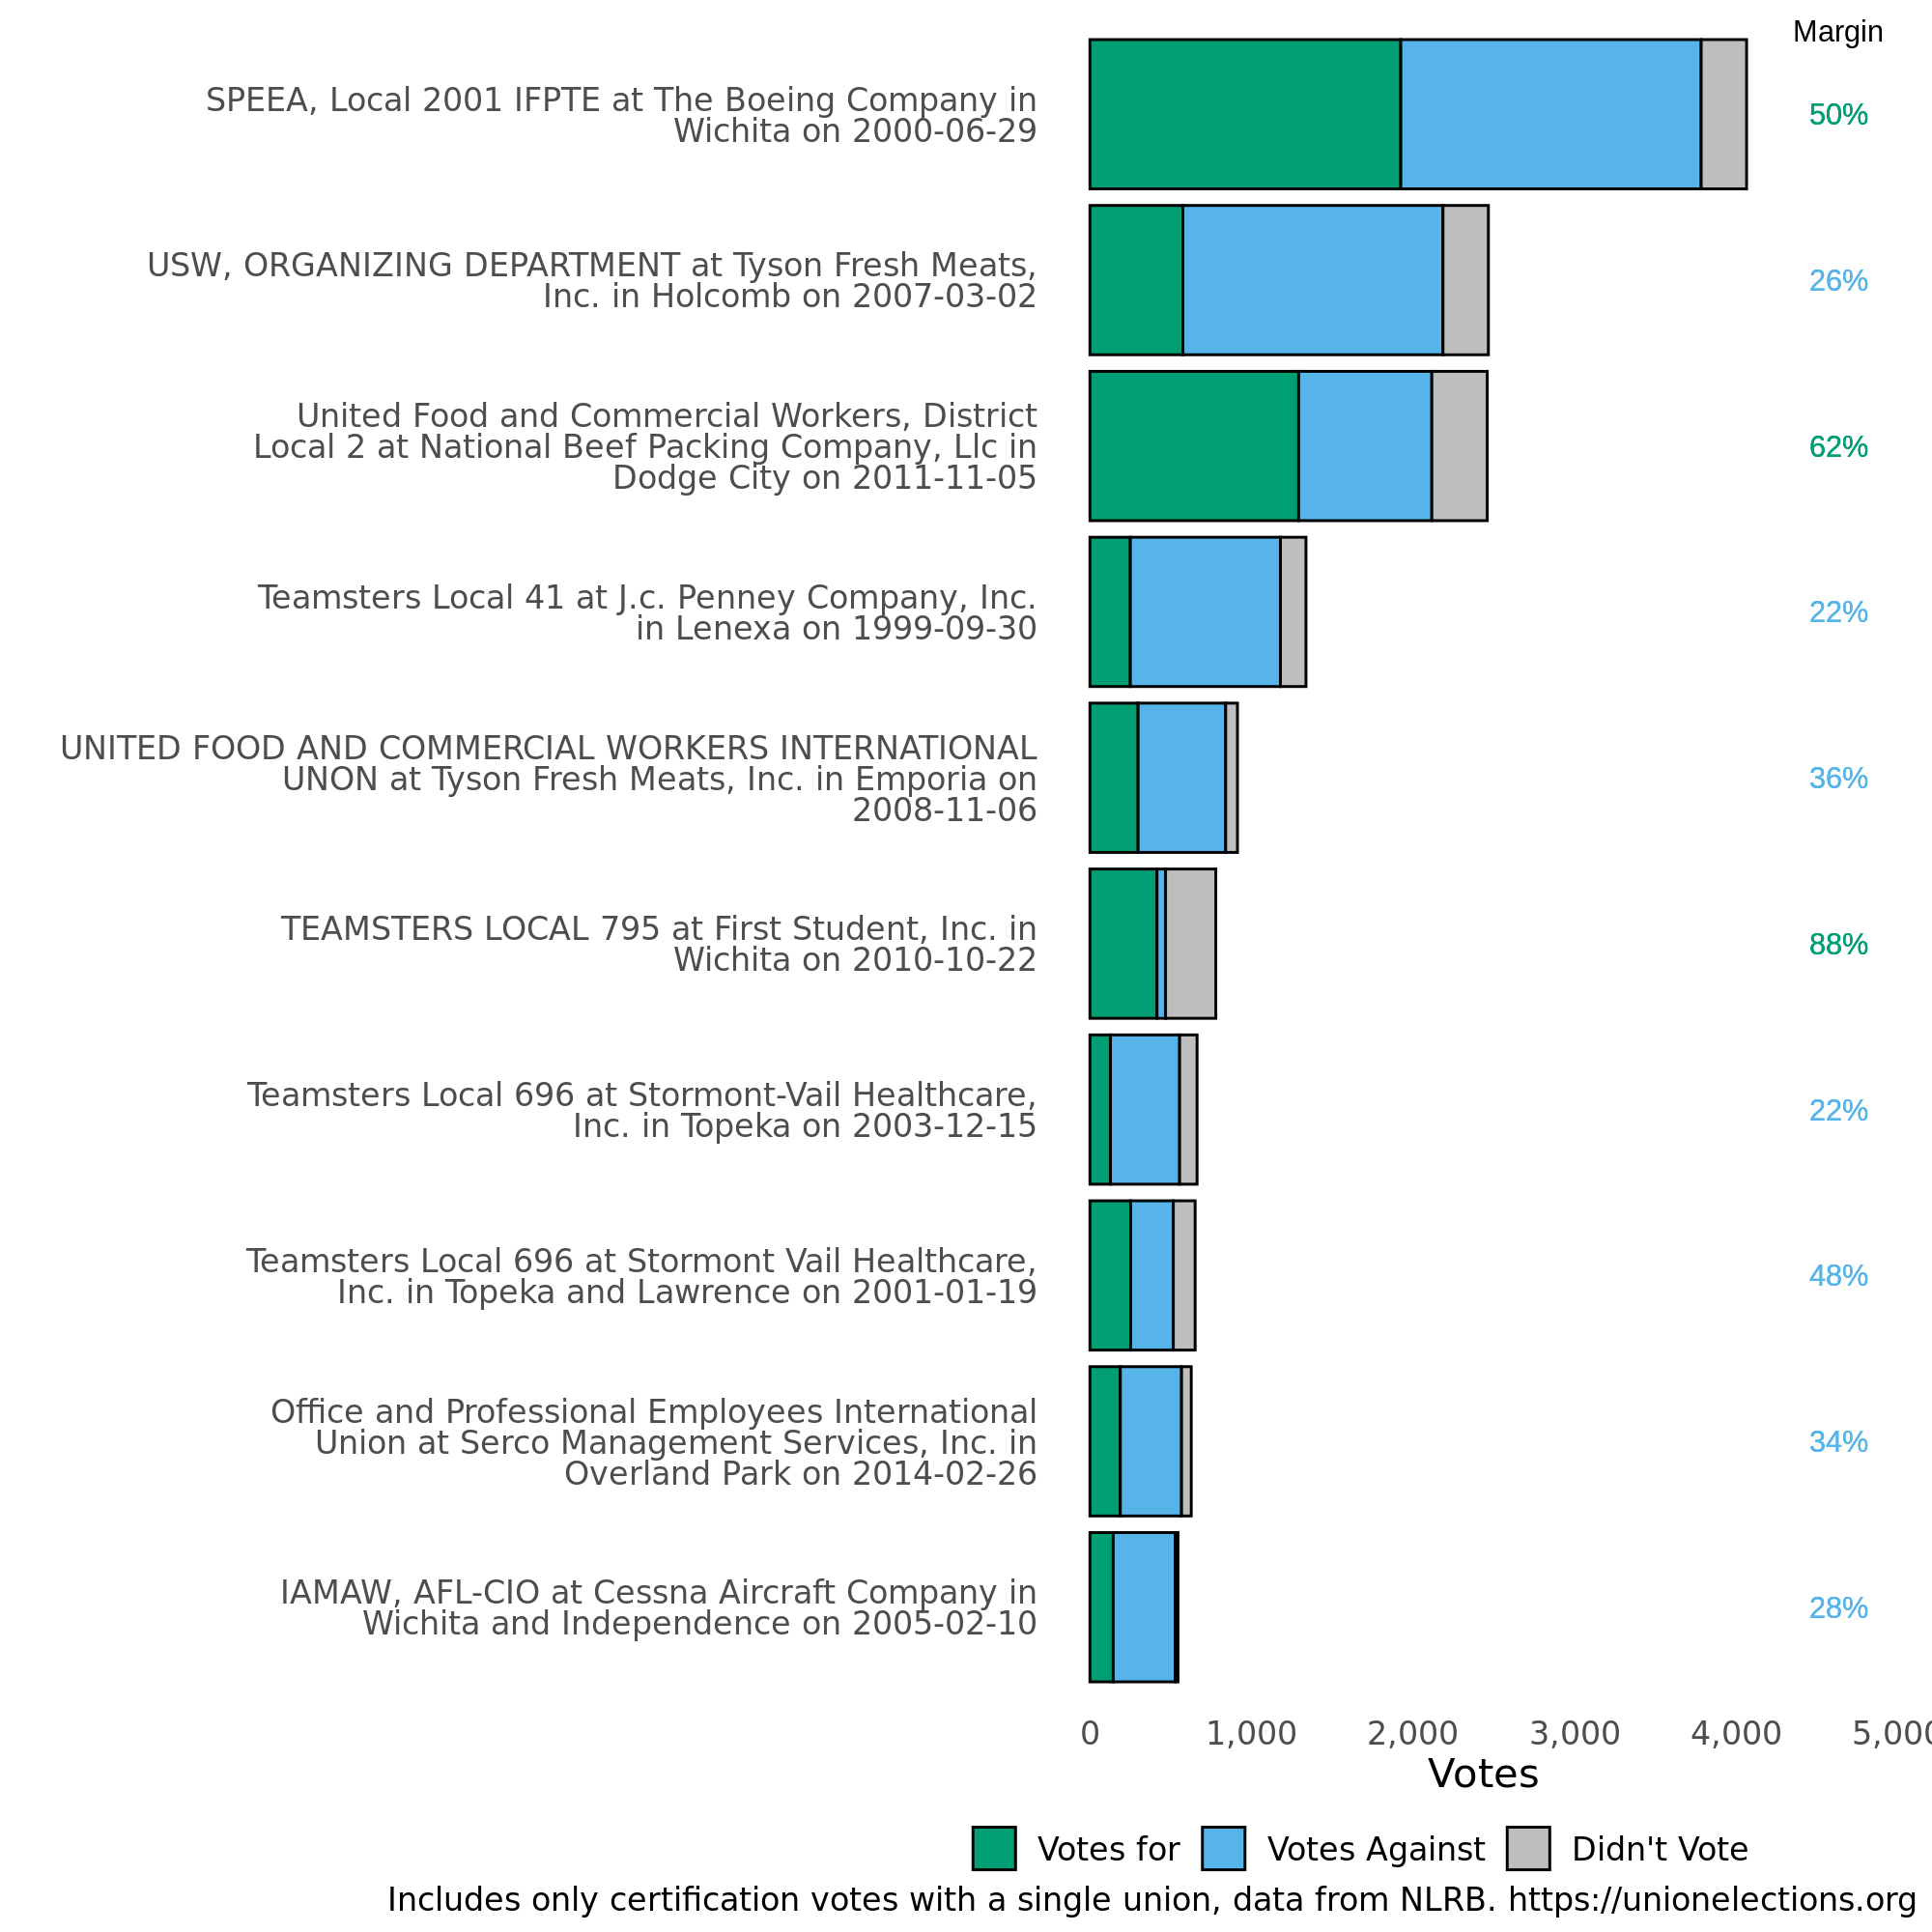 Margin
SPEEA, Local 2001 IFPTE at The Boeing Company in
Wichita on 2000-06-29
50%
USW, ORGANIZING DEPARTMENT at Tyson Fresh Meats,
Inc. in Holcomb on 2007-03-02
26%
United Food and Commercial Workers, District
Local 2 at National Beef Packing Company, Llc in
Dodge City on 2011-11-05
62%
Teamsters Local 41 at J.c. Penney Company, Inc.
in Lenexa on 1999-09-30
22%
UNITED FOOD AND COMMERCIAL WORKERS INTERNATIONAL
UNON at Tyson Fresh Meats, Inc. in Emporia on
2008-11-06
36%
TEAMSTERS LOCAL 795 at First Student, Inc. in
Wichita on 2010-10-22
88%
Teamsters Local 696 at Stormont-Vail Healthcare,
Inc. in Topeka on 2003-12-15
22%
Teamsters Local 696 at Stormont Vail Healthcare,
Inc. in Topeka and Lawrence on 2001-01-19
48%
Office and Professional Employees International
Union at Serco Management Services, Inc. in
Overland Park on 2014-02-26
34%
IAMAW, AFL-CIO at Cessna Aircraft Company in
Wichita and Independence on 2005-02-10
28%
0 1,000 2,000 3,000 4,000 5,000
Votes
Votes for Votes Against Didn't Vote
Includes only certification votes with a single union, data from NLRB. https://unionelections.org